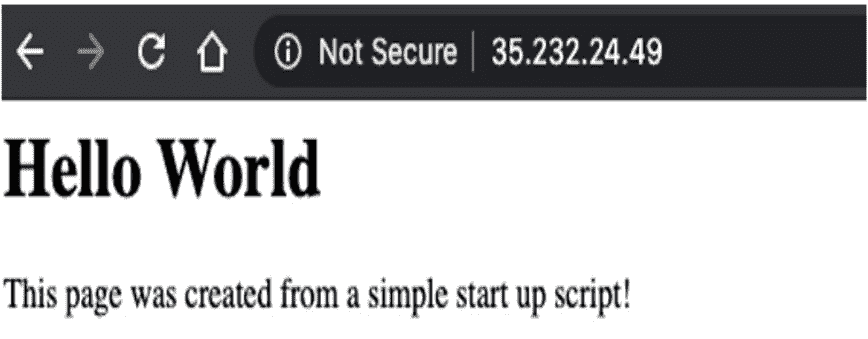 Not Secure | 35.232.24.49
Hello World
This page was created from a simple start up script!